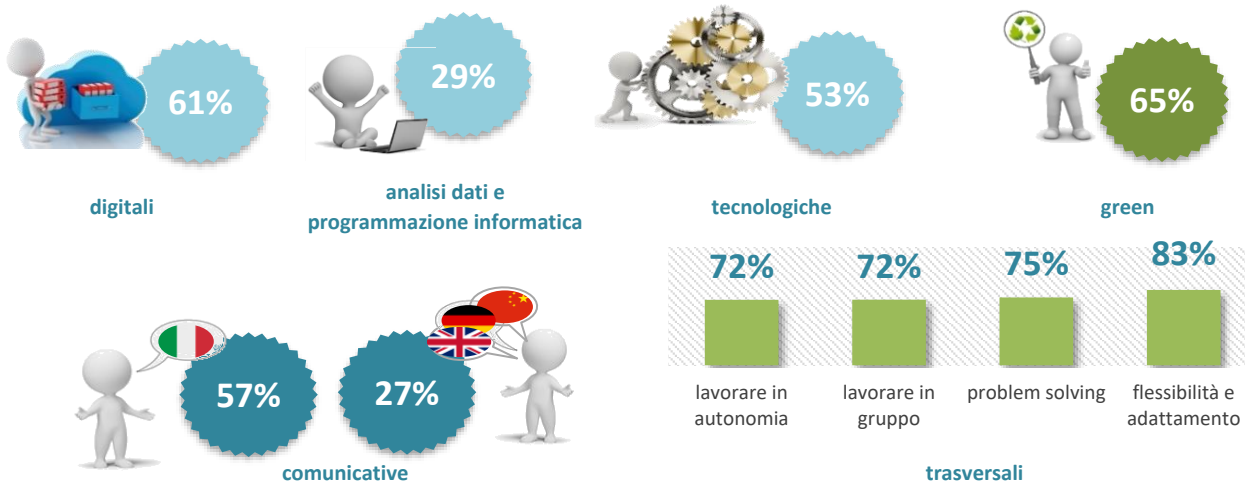 61%
29%
53%
65%
digitali
analisi dati e
programmazione informatica
tecnologiche
green
57%
27%
comunicative
72%
72%
75%
83%
lavorare in
autonomia
lavorare in
gruppo
problem solving
flessibilità e
adattamento
trasversali